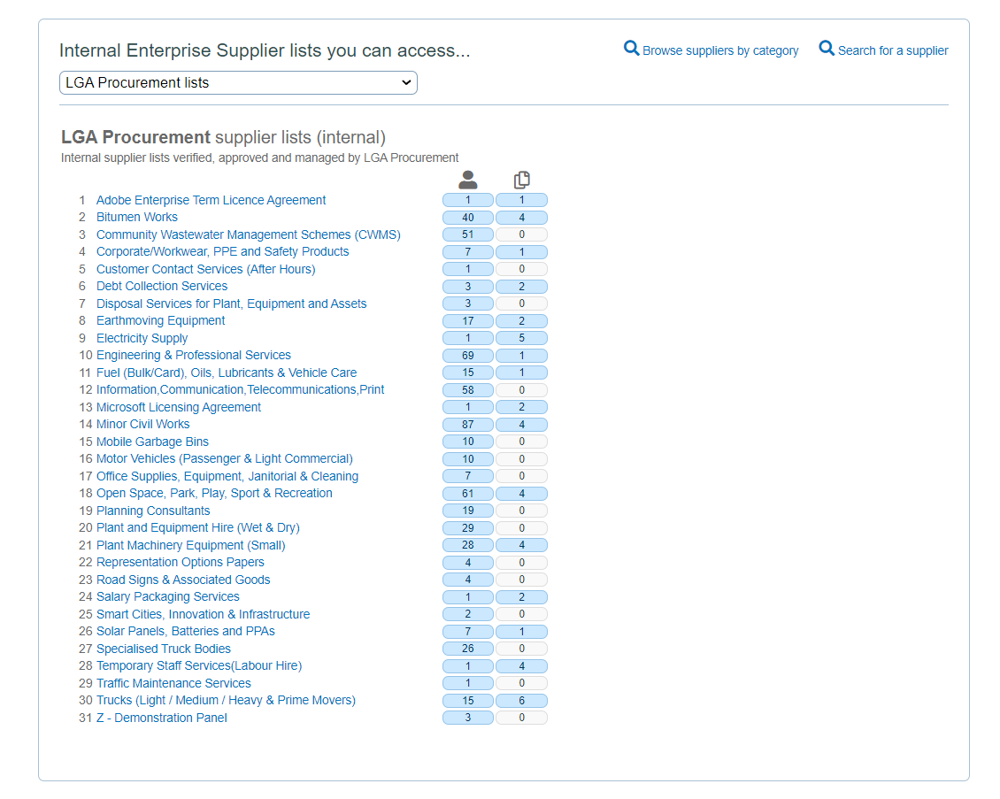 Internal Enterprise Supplier lists you can access...
Browse suppliers by category
Search for a supplier
LGA Procurement lists
LGA Procurement supplier lists (internal)
Internal supplier lists verified, approved and managed by LGA Procurement
1 Adobe Enterprise Term Licence Agreement 1 1
2 Bitumen Works 40 4
3 Community Wastewater Management Schemes (CWMS) 51 0
4 Corporate/Workwear, PPE and Safety Products 7 1
5 Customer Contact Services (After Hours) 1 0
6 Debt Collection Services 3 2
7 Disposal Services for Plant, Equipment and Assets 3 0
8 Earthmoving Equipment 17 2
9 Electricity Supply 1 5
10 Engineering & Professional Services 69 1
11 Fuel (Bulk/Card), Oils, Lubricants & Vehicle Care 15 1
12 Information,Communication,Telecommunications,Print 58 0
13 Microsoft Licensing Agreement 1 2
14 Minor Civil Works 87 4
15 Mobile Garbage Bins 10 0
16 Motor Vehicles (Passenger & Light Commercial) 10 0
17 Office Supplies, Equipment, Janitorial & Cleaning 7 0
18 Open Space, Park, Play, Sport & Recreation 61 4
19 Planning Consultants 19 0
20 Plant and Equipment Hire (Wet & Dry) 29 0
21 Plant Machinery Equipment (Small) 28 4
22 Representation Options Papers 4 0
23 Road Signs & Associated Goods 4 0
24 Salary Packaging Services 1 2
25 Smart Cities, Innovation & Infrastructure 2 0
26 Solar Panels, Batteries and PPAs 7 1
27 Specialised Truck Bodies 26 0
28 Temporary Staff Services(Labour Hire) 1 4
29 Traffic Maintenance Services 1 0
30 Trucks (Light / Medium / Heavy & Prime Movers) 15 6
31 Z - Demonstration Panel 3 0